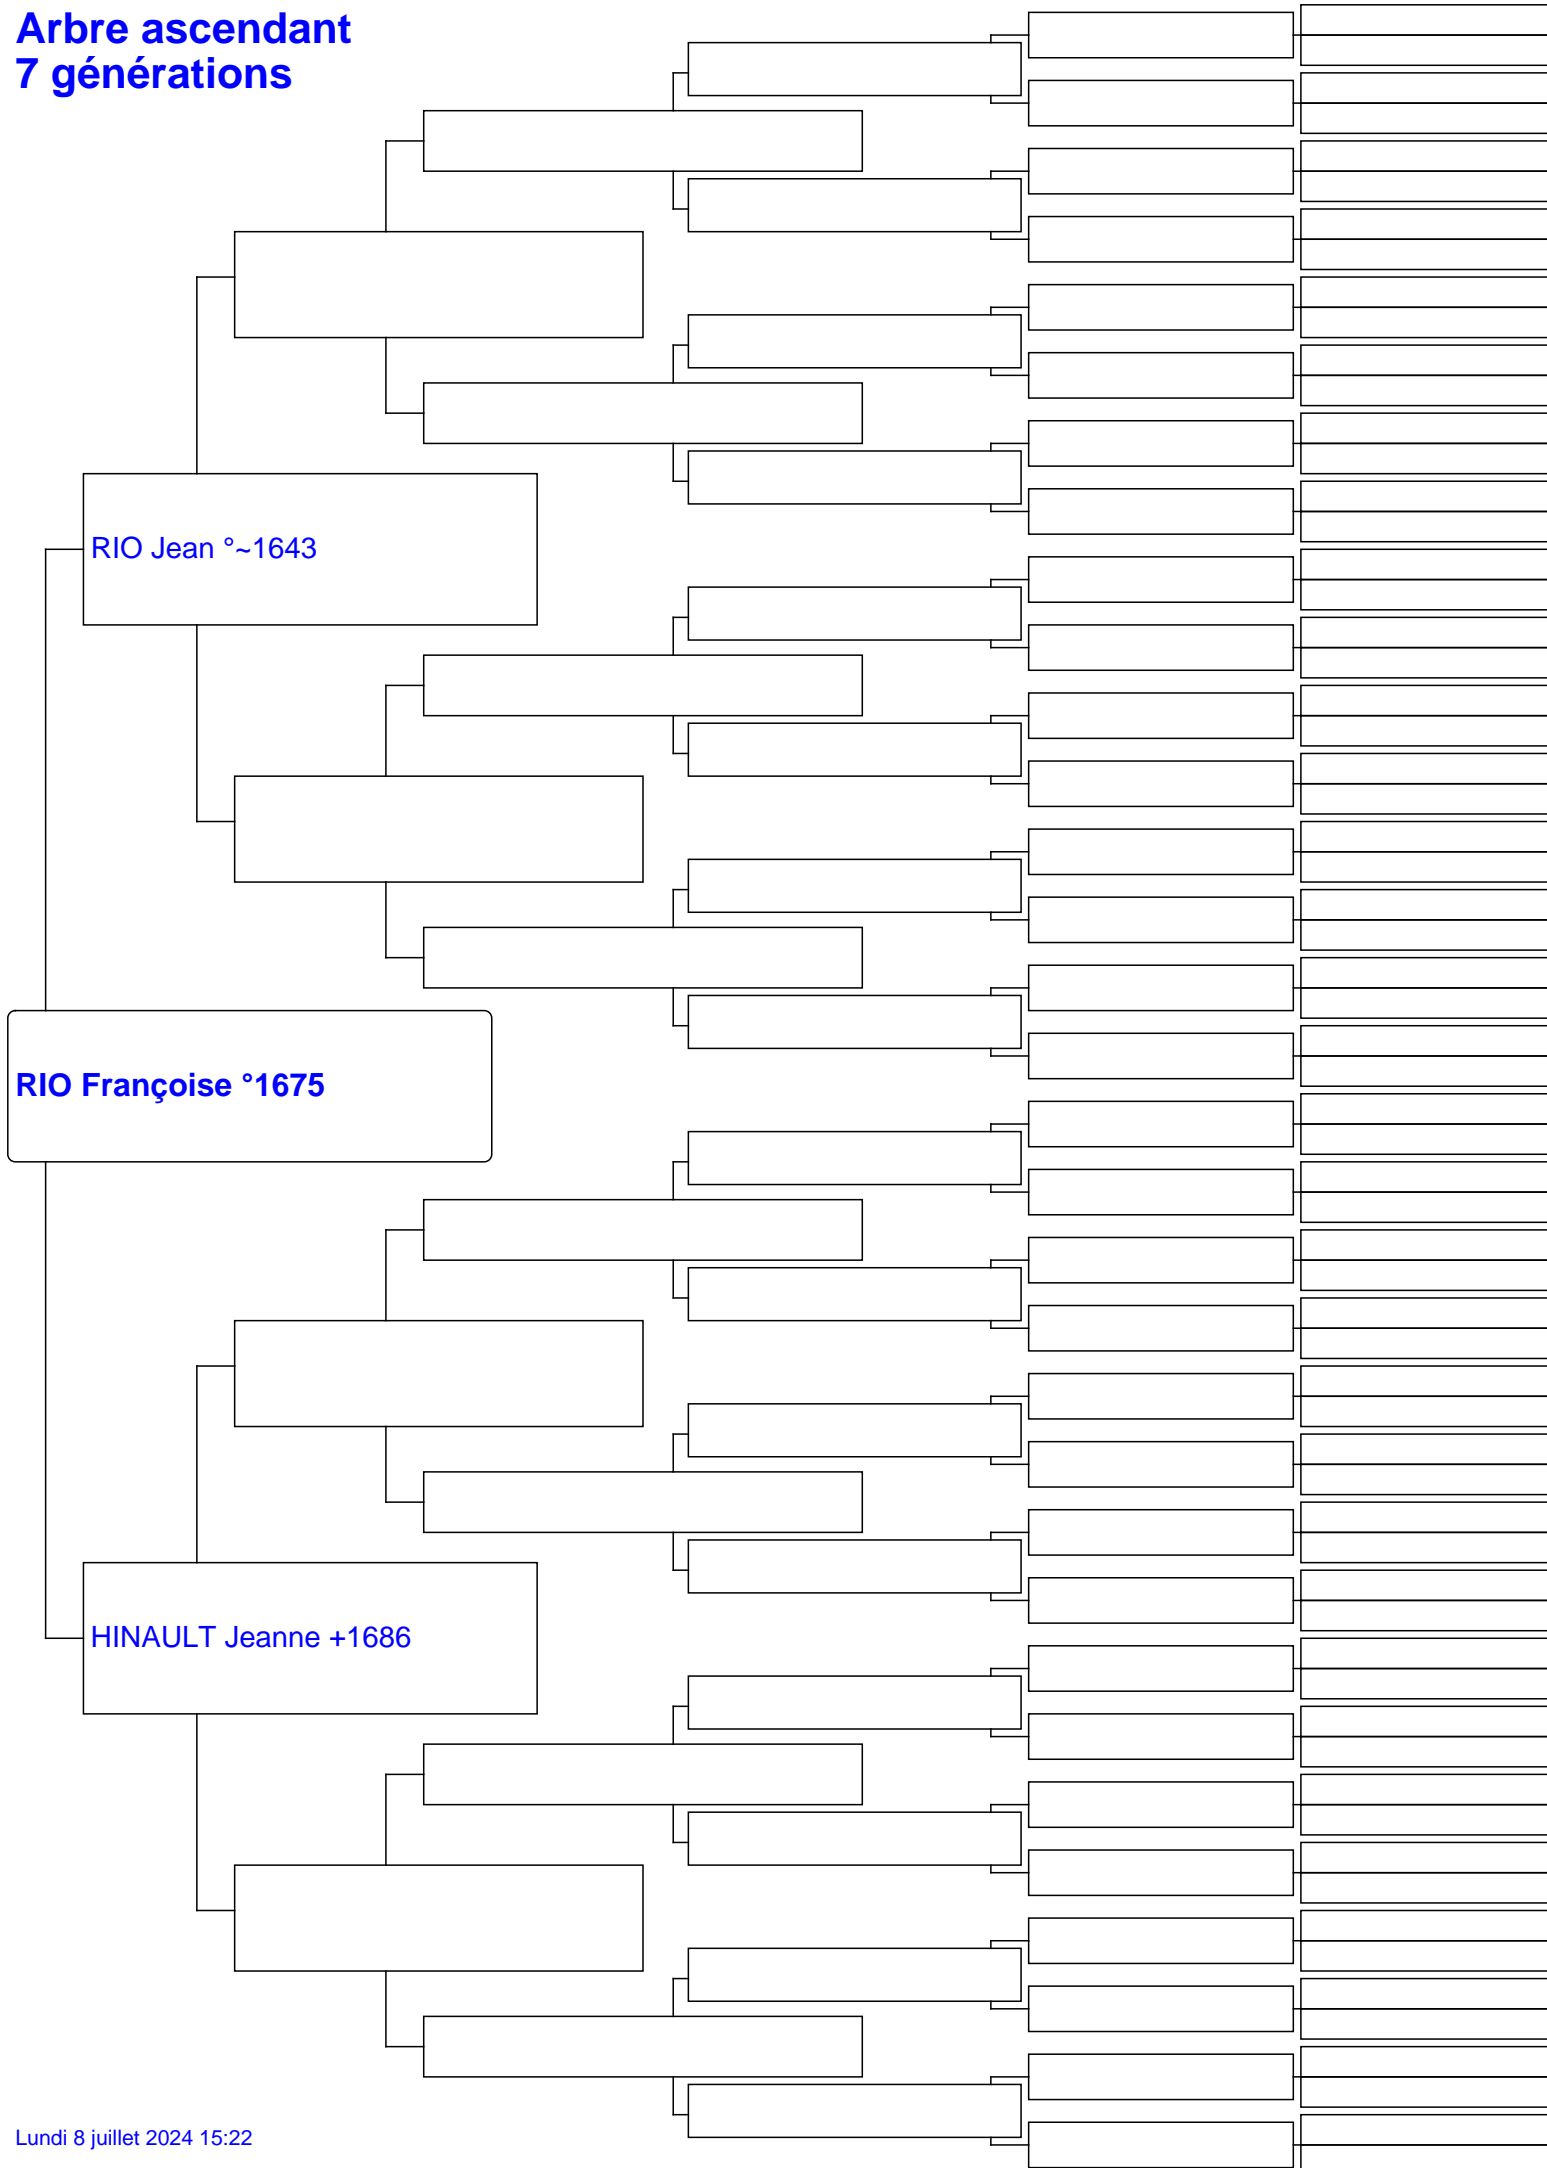 Arbre ascendant
7 générations
RIO Jean °~1643
RIO Françoise °1675
HINAULT Jeanne +1686
Lundi 8 juillet 2024 15:22